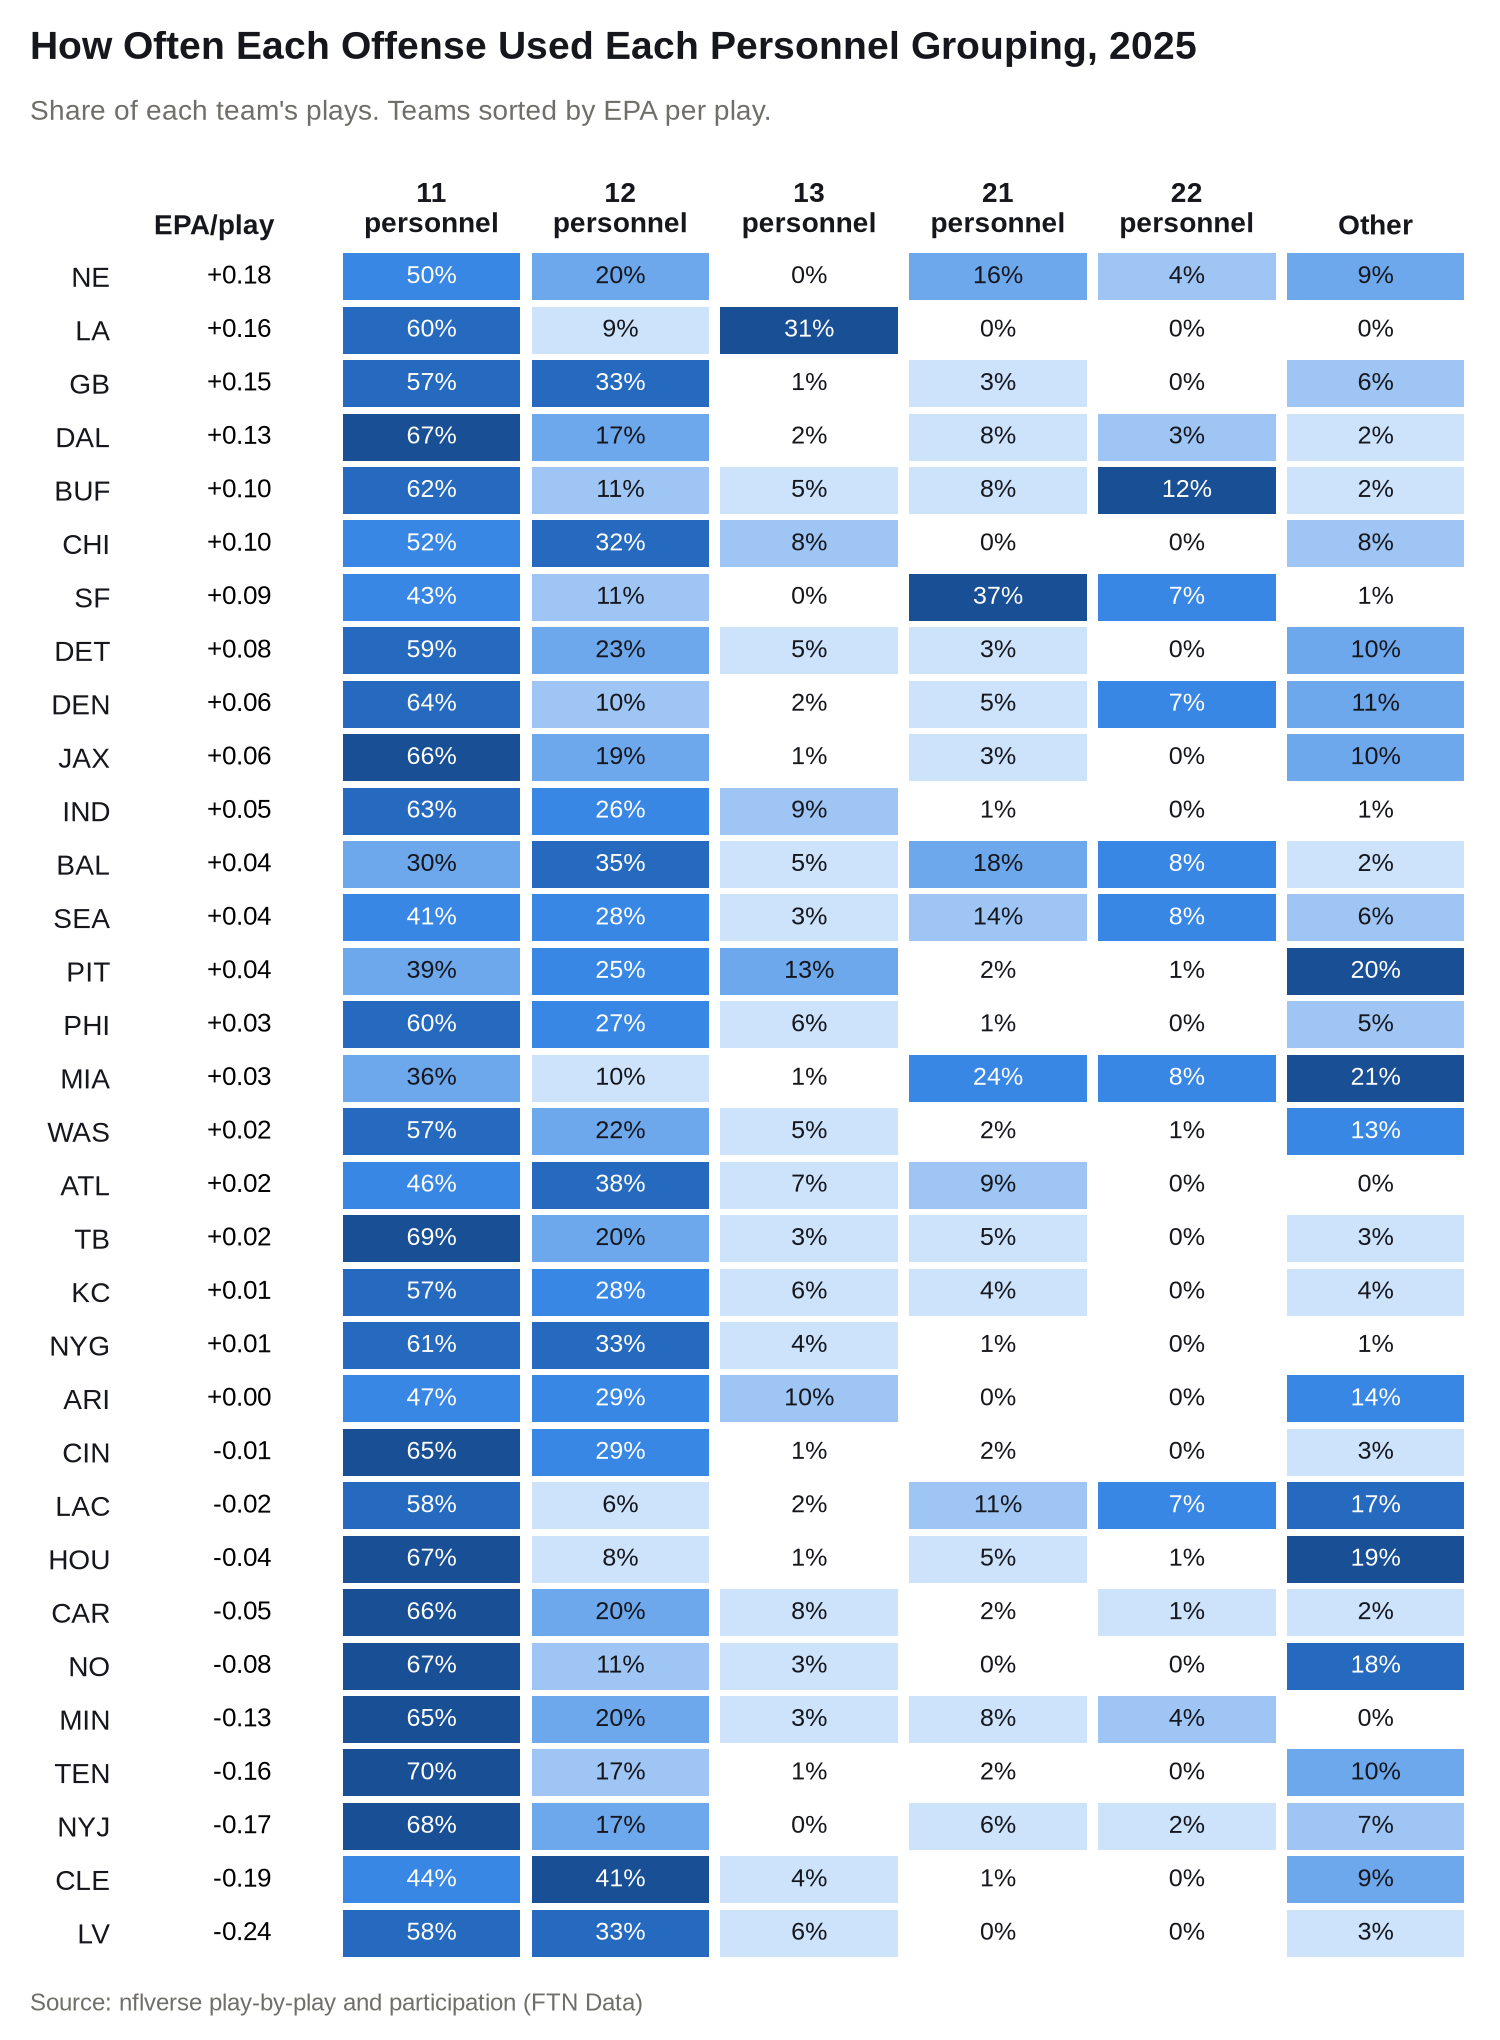 How Often Each Offense Used Each Personnel Grouping, 2025
Share of each team's plays. Teams sorted by EPA per play.
EPA/play 11 personnel 12 personnel 13 personnel 21 personnel 22 personnel Other
NE +0.18 50% 20% 0% 16% 4% 9%
LA +0.16 60% 9% 31% 0% 0% 0%
GB +0.15 57% 33% 1% 3% 0% 6%
DAL +0.13 67% 17% 2% 8% 3% 2%
BUF +0.10 62% 11% 5% 8% 12% 2%
CHI +0.10 52% 32% 8% 0% 0% 8%
SF +0.09 43% 11% 0% 37% 7% 1%
DET +0.08 59% 23% 5% 3% 0% 10%
DEN +0.06 64% 10% 2% 5% 7% 11%
JAX +0.06 66% 19% 1% 3% 0% 10%
IND +0.05 63% 26% 9% 1% 0% 1%
BAL +0.04 30% 35% 5% 18% 8% 2%
SEA +0.04 41% 28% 3% 14% 8% 6%
PIT +0.04 39% 25% 13% 2% 1% 20%
PHI +0.03 60% 27% 6% 1% 0% 5%
MIA +0.03 36% 10% 1% 24% 8% 21%
WAS +0.02 57% 22% 5% 2% 1% 13%
ATL +0.02 46% 38% 7% 9% 0% 0%
TB +0.02 69% 20% 3% 5% 0% 3%
KC +0.01 57% 28% 6% 4% 0% 4%
NYG +0.01 61% 33% 4% 1% 0% 1%
ARI +0.00 47% 29% 10% 0% 0% 14%
CIN -0.01 65% 29% 1% 2% 0% 3%
LAC -0.02 58% 6% 2% 11% 7% 17%
HOU -0.04 67% 8% 1% 5% 1% 19%
CAR -0.05 66% 20% 8% 2% 1% 2%
NO -0.08 67% 11% 3% 0% 0% 18%
MIN -0.13 65% 20% 3% 8% 4% 0%
TEN -0.16 70% 17% 1% 2% 0% 10%
NYJ -0.17 68% 17% 0% 6% 2% 7%
CLE -0.19 44% 41% 4% 1% 0% 9%
LV -0.24 58% 33% 6% 0% 0% 3%
Source: nflverse play-by-play and participation (FTN Data)